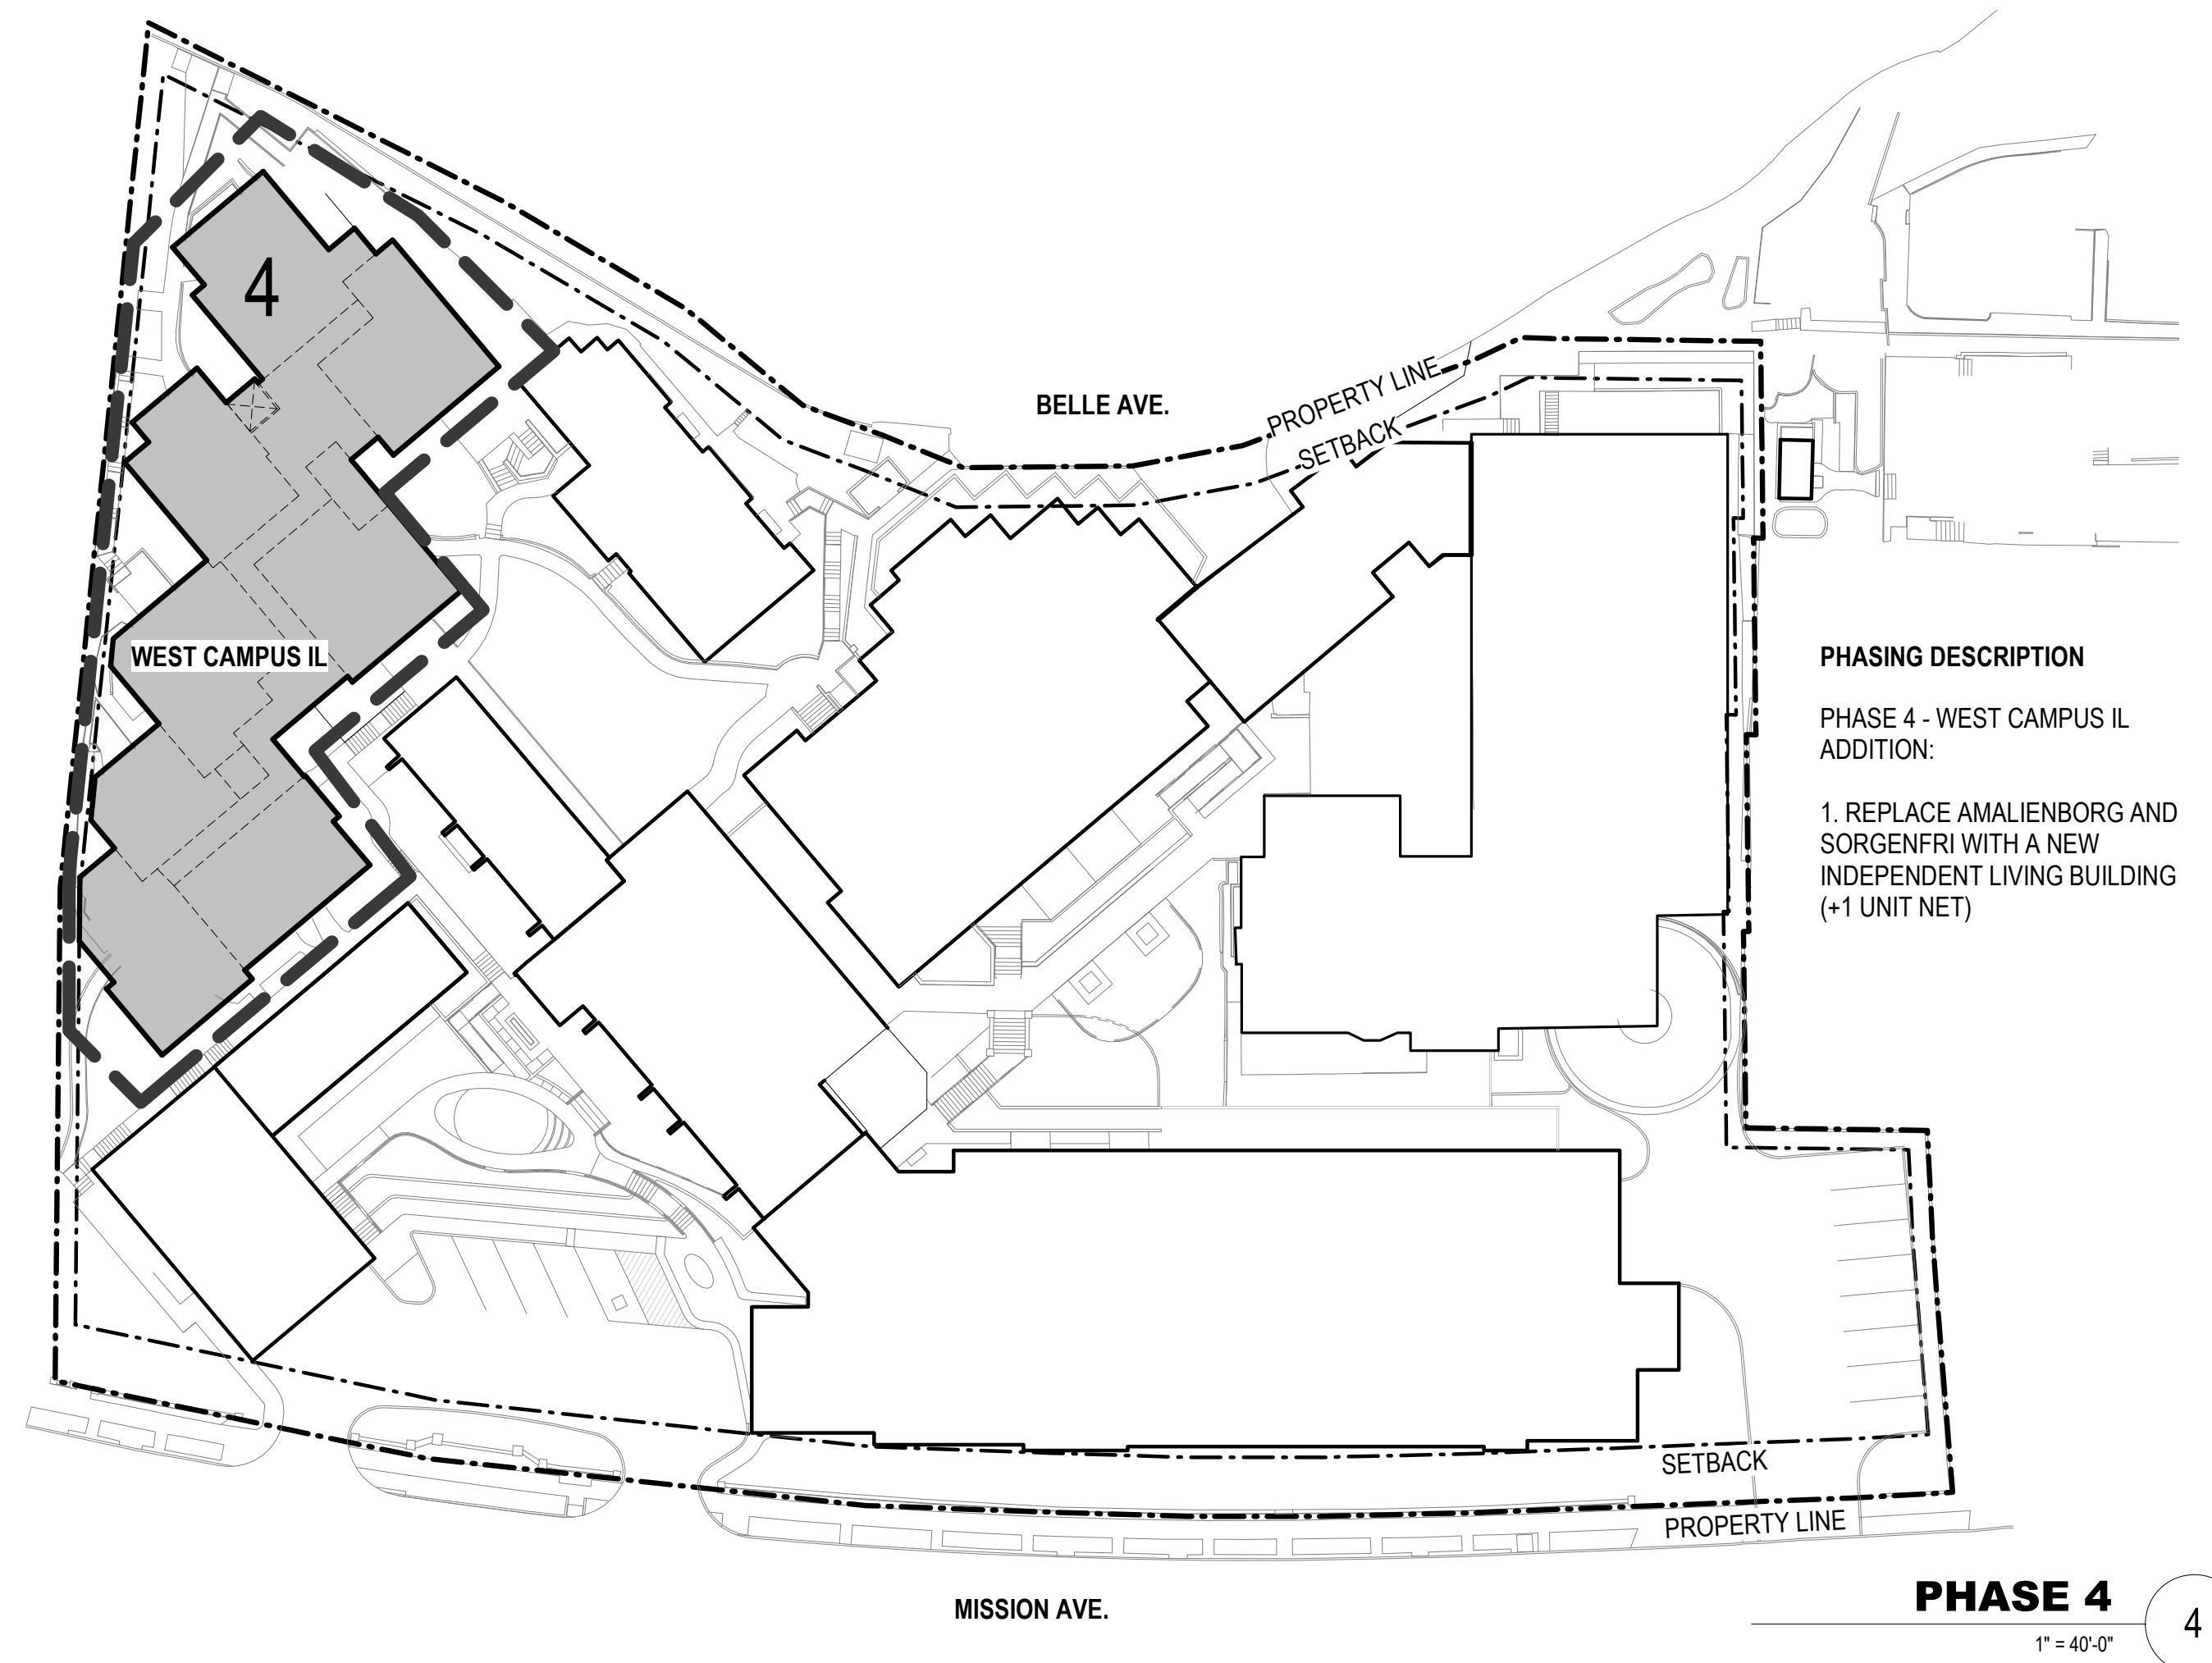 4
WEST CAMPUS IL
BELLE AVE.
PROPERTY LINE
SETBACK
PHASING DESCRIPTION
PHASE 4 - WEST CAMPUS IL
ADDITION:
1. REPLACE AMALIENBORG AND
SORGENFRI WITH A NEW
INDEPENDENT LIVING BUILDING
(+1 UNIT NET)
SETBACK
PROPERTY LINE
MISSION AVE.
PHASE 4
4
1" = 40'-0"